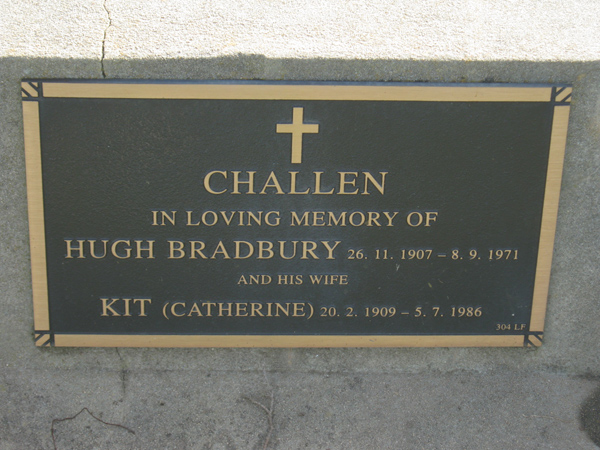 CHALLEN
IN LOVING MEMORY OF
HUGH BRADBURY 26. 11. 1907 – 8. 9. 1971
AND HIS WIFE
KIT (CATHERINE) 20. 2. 1909 – 5. 7. 1986
304 LF